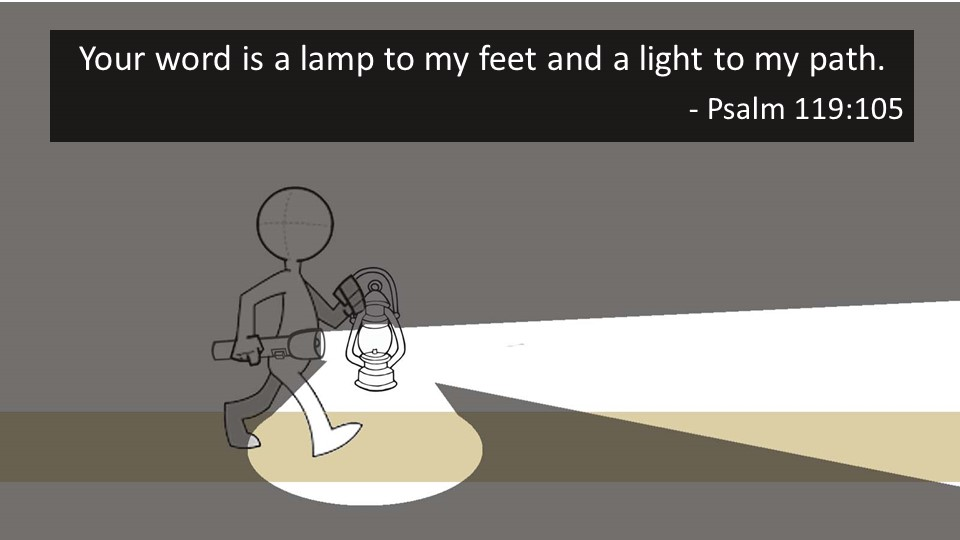 Your word is a lamp to my feet and a light to my path.
- Psalm 119:105